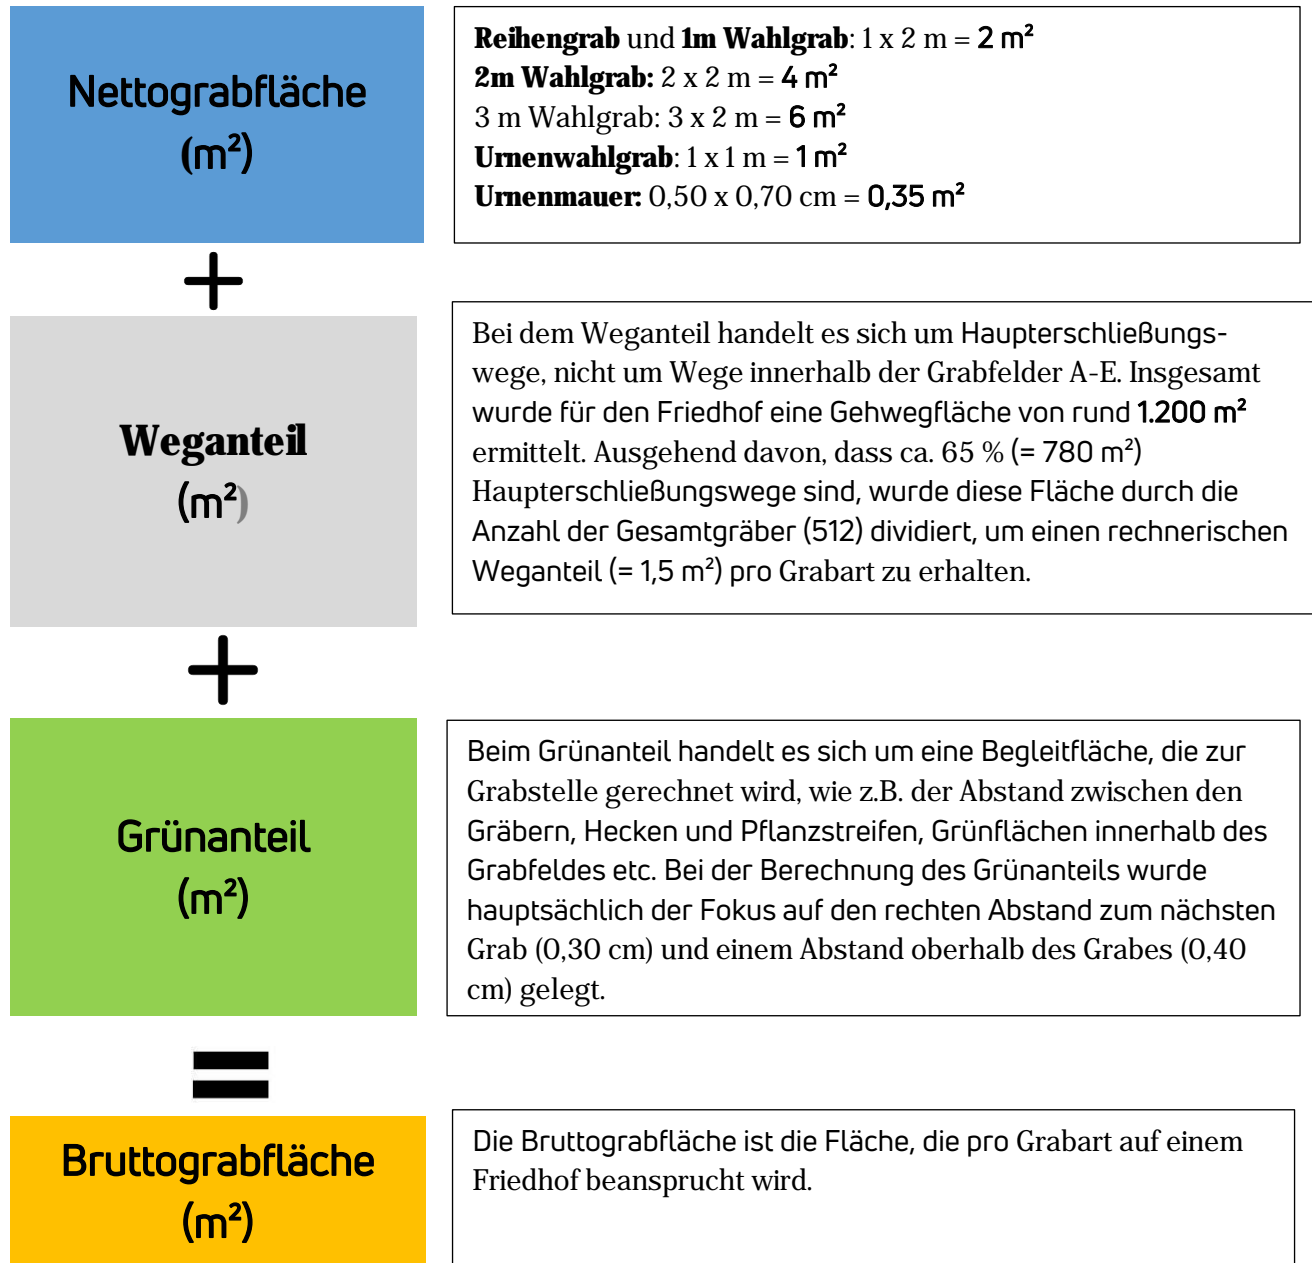 Nettograbfläche
(m²)
Reihengrab und 1m Wahlgrab: 1 x 2 m = 2 m²
2m Wahlgrab: 2 x 2 m = 4 m²
3 m Wahlgrab: 3 x 2 m = 6 m²
Urnenwahlgrab: 1 x 1 m = 1 m²
Urnenmauer: 0,50 x 0,70 cm = 0,35 m²
+
Weganteil
(m²)
Bei dem Weganteil handelt es sich um Haupterschließungs-
wege, nicht um Wege innerhalb der Grabfelder A-E. Insgesamt
wurde für den Friedhof eine Gehwegfläche von rund 1.200 m²
ermittelt. Ausgehend davon, dass ca. 65 % (= 780 m²)
Haupterschließungswege sind, wurde diese Fläche durch die
Anzahl der Gesamtgräber (512) dividiert, um einen rechnerischen
Weganteil (= 1,5 m²) pro Grabart zu erhalten.
+
Grünanteil
(m²)
Beim Grünanteil handelt es sich um eine Begleitfläche, die zur
Grabstelle gerechnet wird, wie z.B. der Abstand zwischen den
Gräbern, Hecken und Pflanzstreifen, Grünflächen innerhalb des
Grabfeldes etc. Bei der Berechnung des Grünanteils wurde
hauptsächlich der Fokus auf den rechten Abstand zum nächsten
Grab (0,30 cm) und einem Abstand oberhalb des Grabes (0,40
cm) gelegt.
=
Bruttograbfläche
(m²)
Die Bruttograbfläche ist die Fläche, die pro Grabart auf einem
Friedhof beansprucht wird.